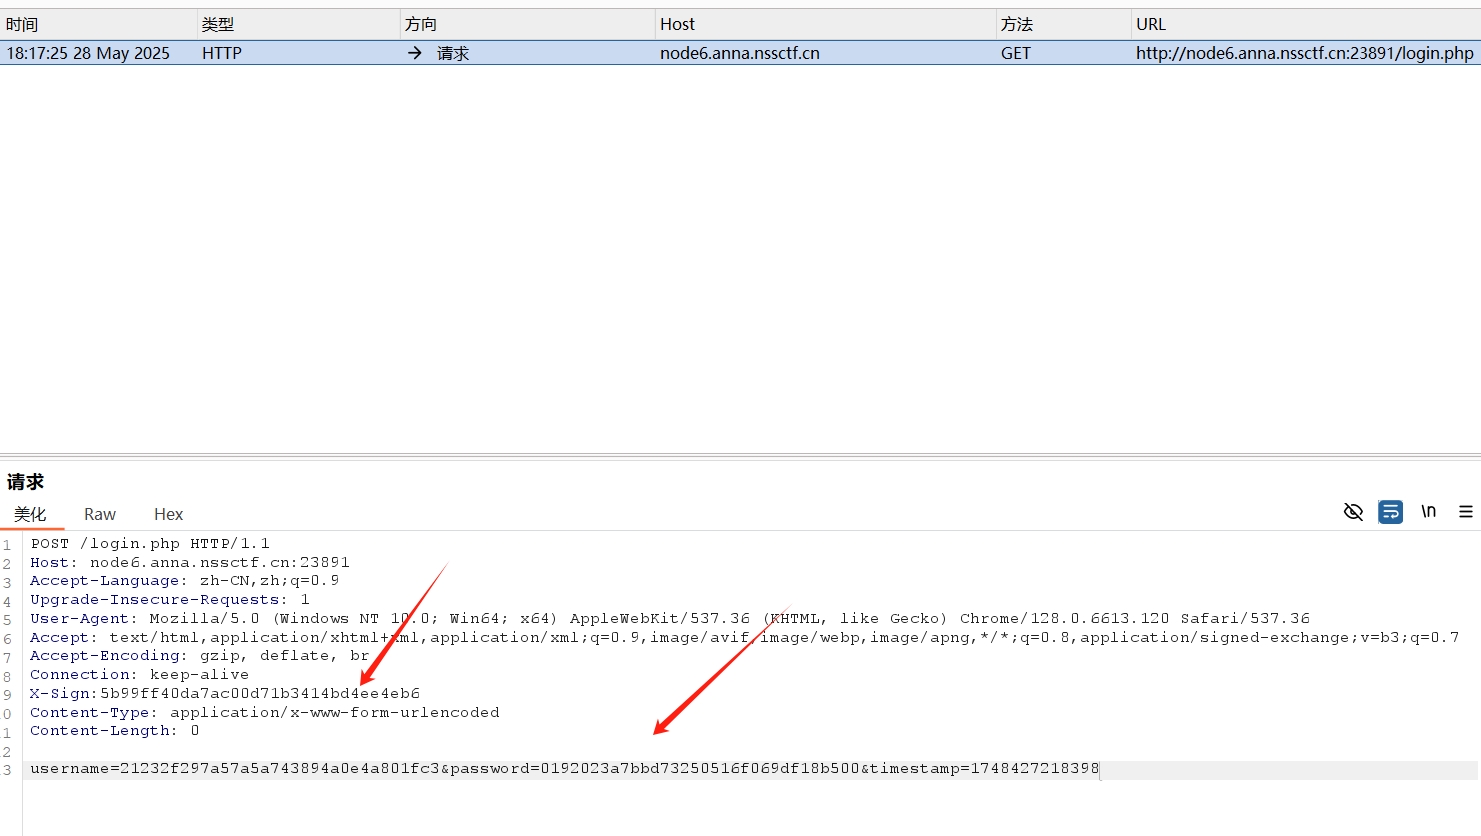 时间 类型 方向 Host 方法 URL
18:17:25 28 May 2025 HTTP → 请求 node6.anna.nssctf.cn GET http://node6.anna.nssctf.cn:23891/login.php
请求
美化 Raw Hex \n
1 POST /login.php HTTP/1.1
2 Host: node6.anna.nssctf.cn:23891
3 Accept-Language: zh-CN,zh;q=0.9
4 Upgrade-Insecure-Requests: 1
5 User-Agent: Mozilla/5.0 (Windows NT 10.0; Win64; x64) AppleWebKit/537.36 (KHTML, like Gecko) Chrome/128.0.6613.120 Safari/537.36
6 Accept: text/html,application/xhtml+xml,application/xml;q=0.9,image/avif,image/webp,image/apng,*/*;q=0.8,application/signed-exchange;v=b3;q=0.7
7 Accept-Encoding: gzip, deflate, br
8 Connection: keep-alive
9 X-Sign:5b99ff40da7ac00d71b3414bd4ee4eb6
0 Content-Type: application/x-www-form-urlencoded
1 Content-Length: 0
2
3 username=21232f297a57a5a743894a0e4a801fc3&password=0192023a7bbd73250516f069df18b500&timestamp=1748427218398